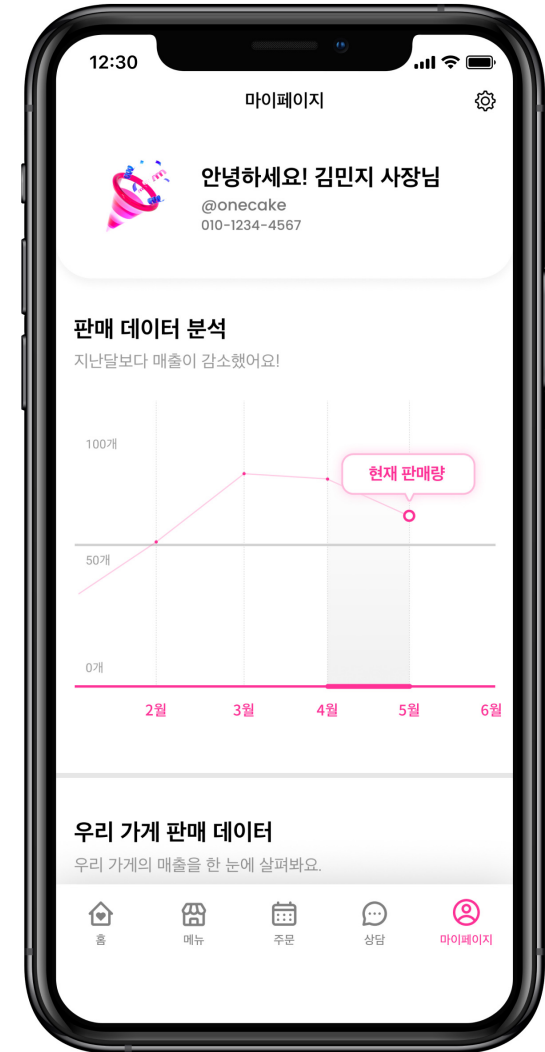 12:30
마이페이지
안녕하세요! 김민지 사장님
@onecake
010-1234-4567
판매 데이터 분석
지난달보다 매출이 감소했어요!
100개
현재 판매량
50개
0개
2월 3월 4월 5월 6월
우리 가게 판매 데이터
우리 가게의 매출을 한 눈에 살펴봐요.
홈 메뉴 주문 상담 마이페이지